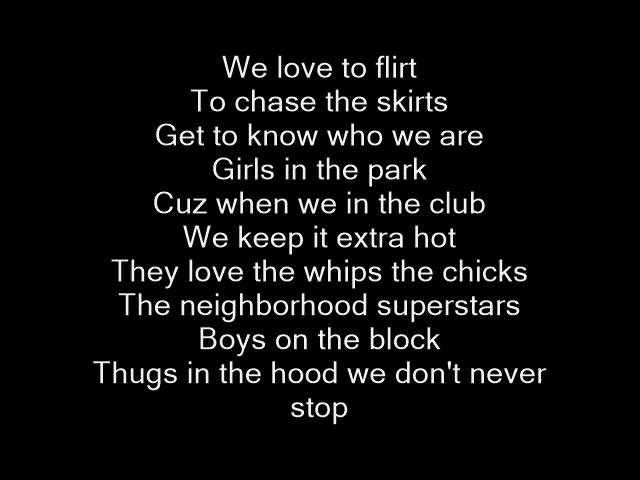 We love to flirt
To chase the skirts
Get to know who we are
Girls in the park
Cuz when we in the club
We keep it extra hot
They love the whips the chicks
The neighborhood superstars
Boys on the block
Thugs in the hood we don't never
stop